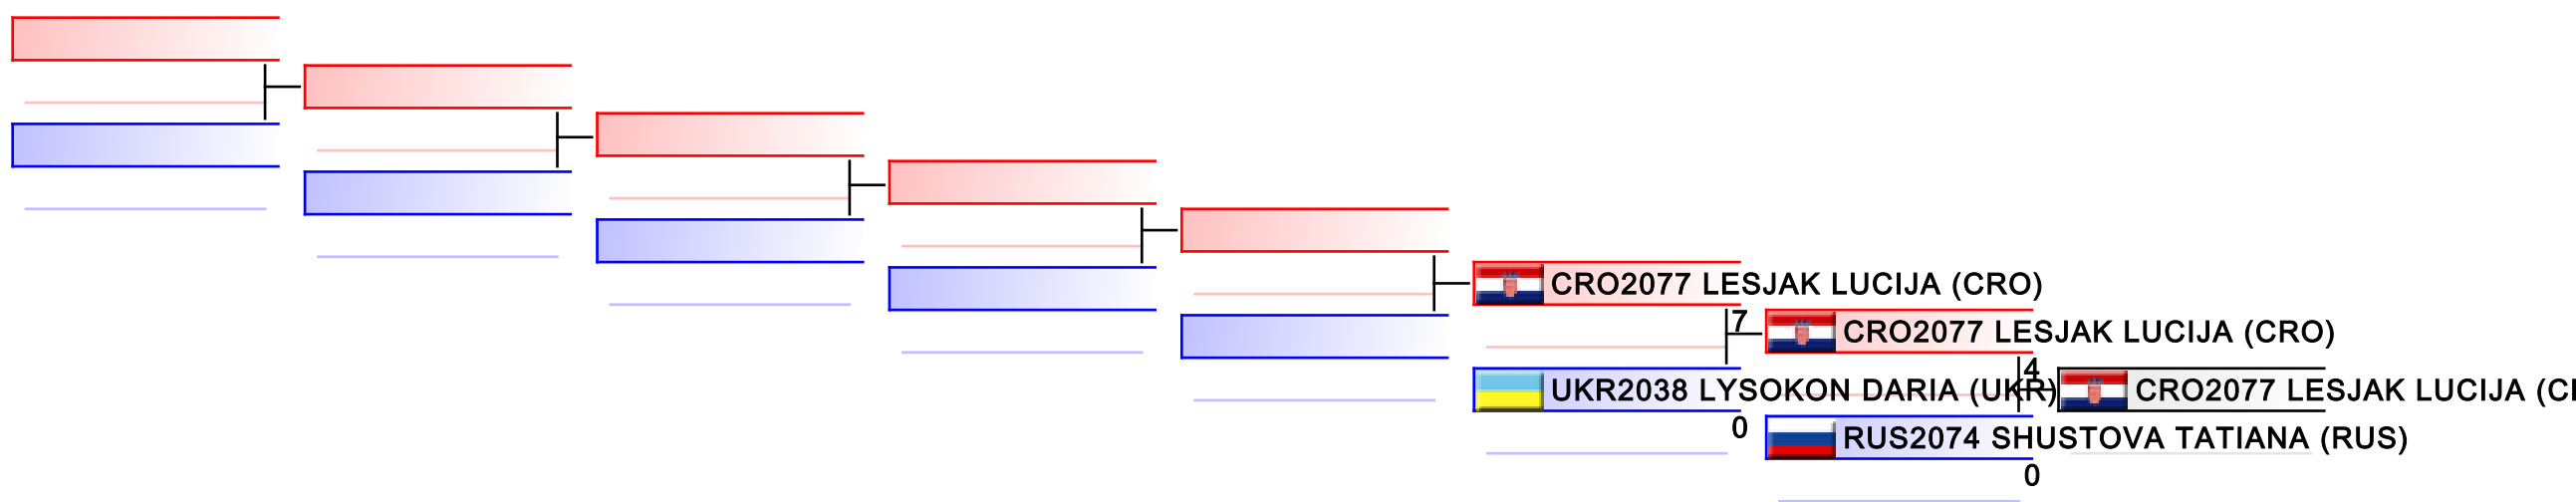 CRO2077 LESJAK LUCIJA (CRO)
7
CRO2077 LESJAK LUCIJA (CRO)
4
UKR2038 LYSOKON DARIA (UKR)
CRO2077 LESJAK LUCIJA (C
0
RUS2074 SHUSTOVA TATIANA (RUS)
0